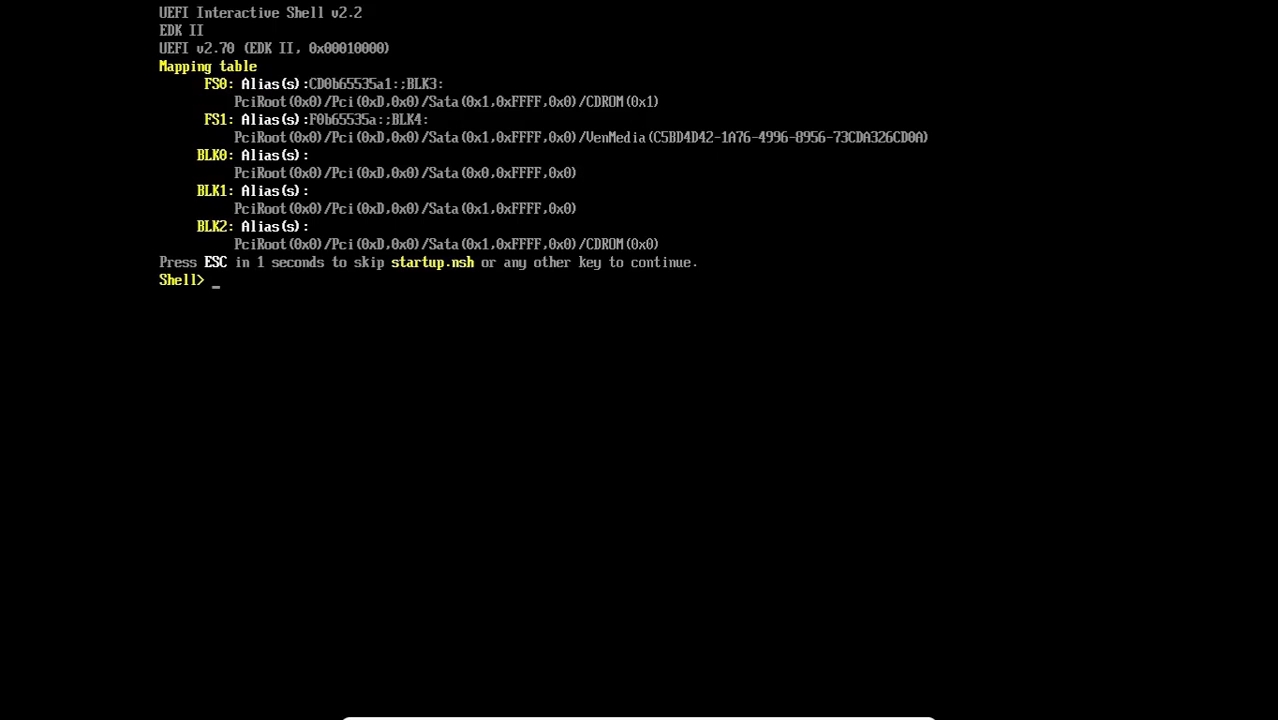 UEFI Interactive Shell v2.2
EDK II
UEFI v2.70 (EDK II, 0x00010000)
Mapping table
FS0: Alias(s):CD0b65535a1:;BLK3:
PciRoot(0x0)/Pci(0xD,0x0)/Sata(0x1,0xFFFF,0x0)/CDROM(0x1)
FS1: Alias(s):F0b65535a:;BLK4:
PciRoot(0x0)/Pci(0xD,0x0)/Sata(0x1,0xFFFF,0x0)/VenMedia(C5BD4D42-1A76-4996-8956-73CDA326CD0A)
BLK0: Alias(s):
PciRoot(0x0)/Pci(0xD,0x0)/Sata(0x0,0xFFFF,0x0)
BLK1: Alias(s):
PciRoot(0x0)/Pci(0xD,0x0)/Sata(0x1,0xFFFF,0x0)
BLK2: Alias(s):
PciRoot(0x0)/Pci(0xD,0x0)/Sata(0x1,0xFFFF,0x0)/CDROM(0x0)
Press ESC in 1 seconds to skip startup.nsh or any other key to continue.
Shell> _